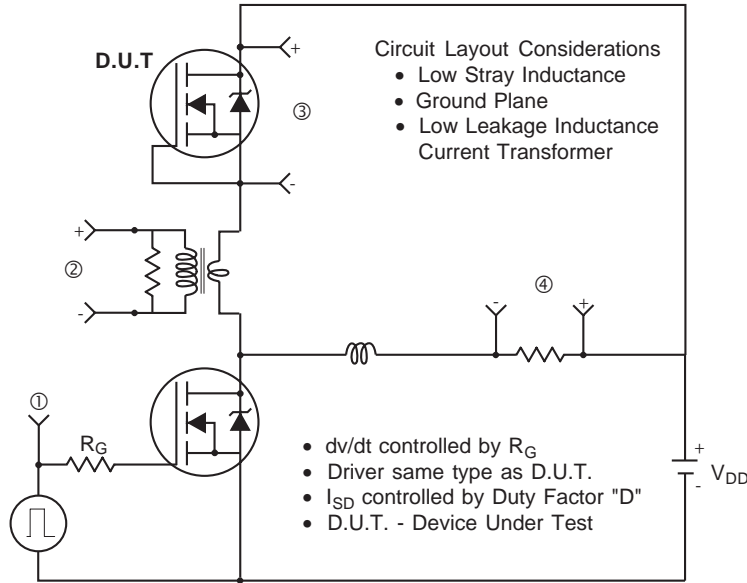 D.U.T
+
-
③
Circuit Layout Considerations
• Low Stray Inductance
• Ground Plane
• Low Leakage Inductance
Current Transformer
+
②
-
-
④
+
①
R_G
• dv/dt controlled by R_G
• Driver same type as D.U.T.
• I_SD controlled by Duty Factor "D"
• D.U.T. - Device Under Test
+
-
V_DD